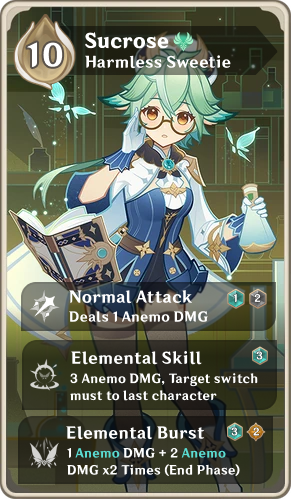 10
Sucrose
Harmless Sweetie
Normal Attack 1 2
Deals 1 Anemo DMG
Elemental Skill 3
3 Anemo DMG, Target switch
must to last character
Elemental Burst 3 2
1 Anemo DMG + 2 Anemo
DMG x2 Times (End Phase)